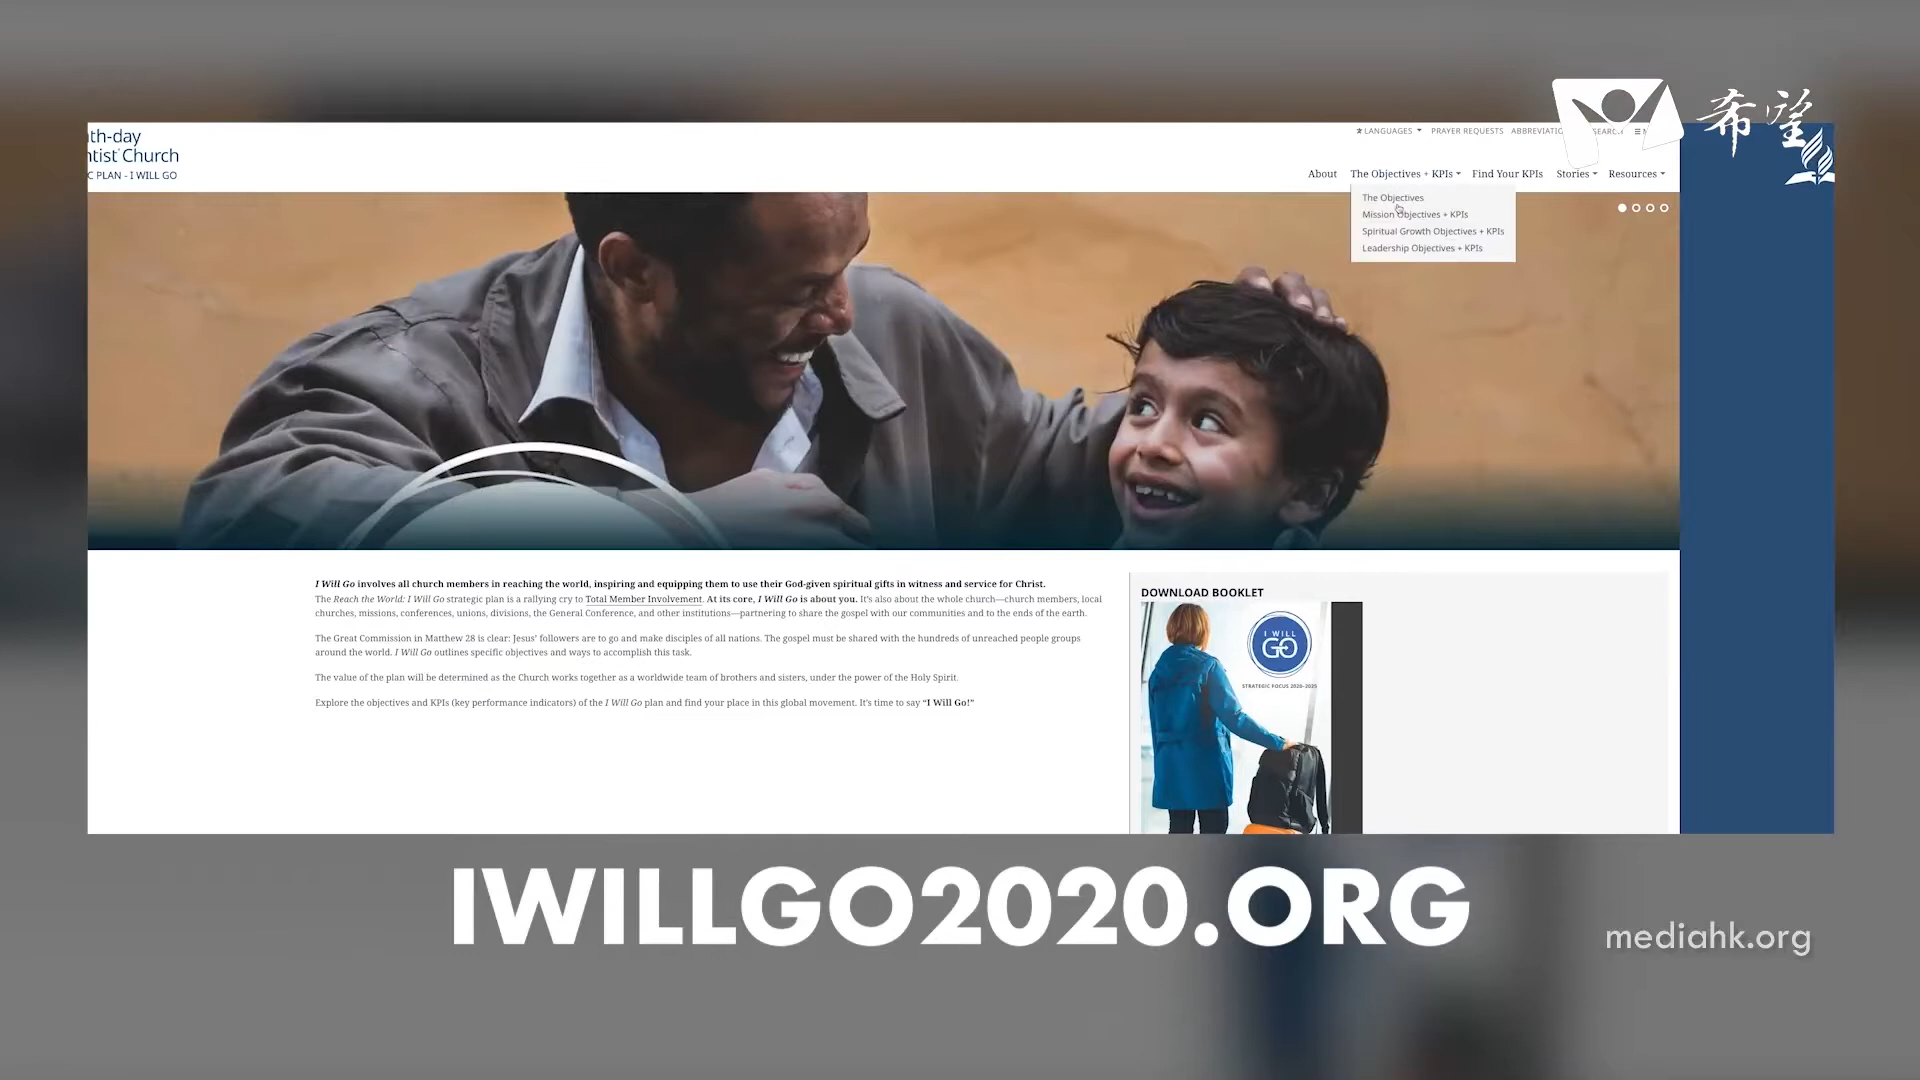 希望
nth-day
ntist Church
C PLAN - I WILL GO
LANGUAGES PRAYER REQUESTS
About The Objectives + KPIs Find Your KPIs Stories Resources
The Objectives
Mission Objectives + KPIs
Spiritual Growth Objectives + KPIs
Leadership Objectives + KPIs
I Will Go involves all church members in reaching the world, inspiring and equipping them to use their God-given spiritual gifts in witness and service for Christ.
The Reach the World: I Will Go strategic plan is a rallying cry to Total Member Involvement. At its core, I Will Go is about you. It's also about the whole church—church members, local
churches, missions, conferences, unions, divisions, the General Conference, and other institutions—partnering to share the gospel with our communities and to the ends of the earth.
The Great Commission in Matthew 28 is clear: Jesus' followers are to go and make disciples of all nations. The gospel must be shared with the hundreds of unreached people groups
around the world. I Will Go outlines specific objectives and ways to accomplish this task.
The value of the plan will be determined as the Church works together as a worldwide team of brothers and sisters, under the power of the Holy Spirit.
Explore the objectives and KPIs (key performance indicators) of the I Will Go plan and find your place in this global movement. It's time to say “I Will Go!”
DOWNLOAD BOOKLET
I WILL
GO
STRATEGIC FOCUS 2020-2025
IWILLGO2020.ORG
mediahk.org